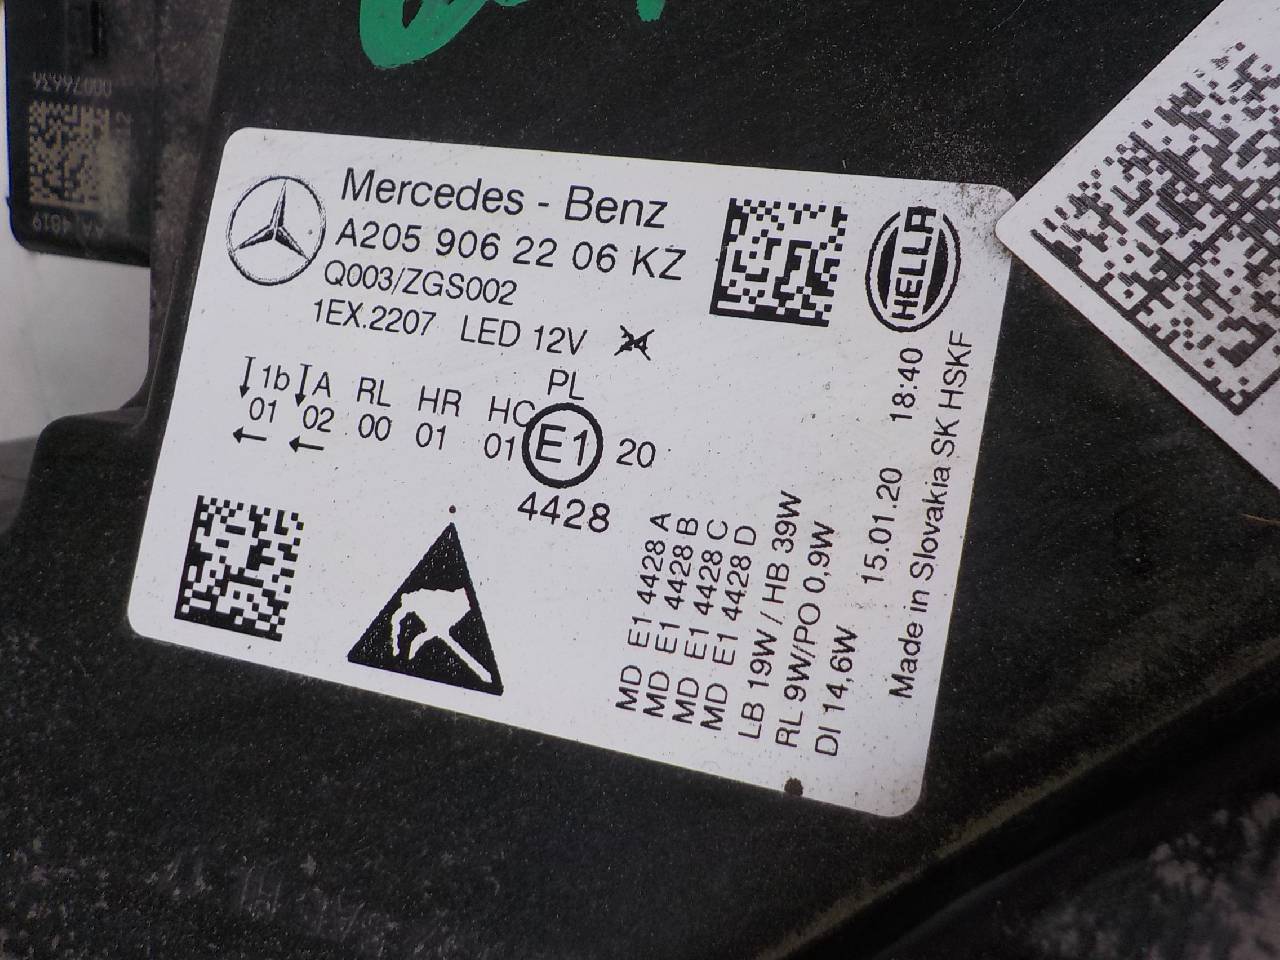 Mercedes - Benz
A205 906 22 06 KZ
Q003/ZGS002
1EX.2207 LED 12V 24
HELLA
PL
1b A RL HR HC
01 02 00 01 01 E1 20
4428
MD E1 4428 A
MD E1 4428 B
MD E1 4428 C
MD E1 4428 D
LB 19W / HB 39W
RL 9W/PO 0,9W
DI 14,6W
15.01.20 18:40
Made in Slovakia SK HSKF
4819